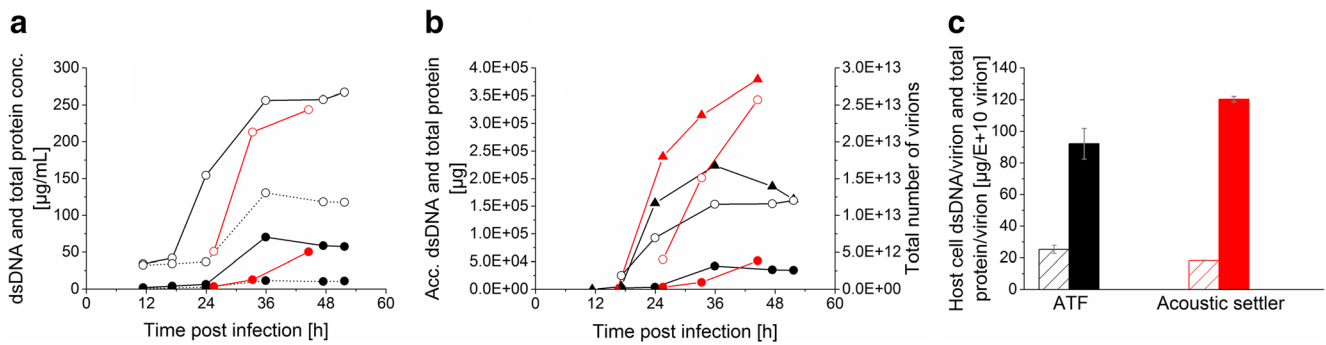 a
dsDNA and total protein conc.
[µg/mL]
300
250
200
150
100
50
0
0
12
24
36
48
60
Time post infection [h]
b
Acc. dsDNA and total protein
[µg]
4.0E+05
3.5E+05
3.0E+05
2.5E+05
2.0E+05
1.5E+05
1.0E+05
5.0E+04
0.0E+00
0
12
24
36
48
60
Time post infection [h]
3.0E+13
2.5E+13
2.0E+13
1.5E+13
1.0E+13
5.0E+12
0.0E+00
Total number of virions
c
Host cell dsDNA/virion and total
protein/virion [µg/E+10 virion]
140
120
100
80
60
40
20
0
ATF
Acoustic settler